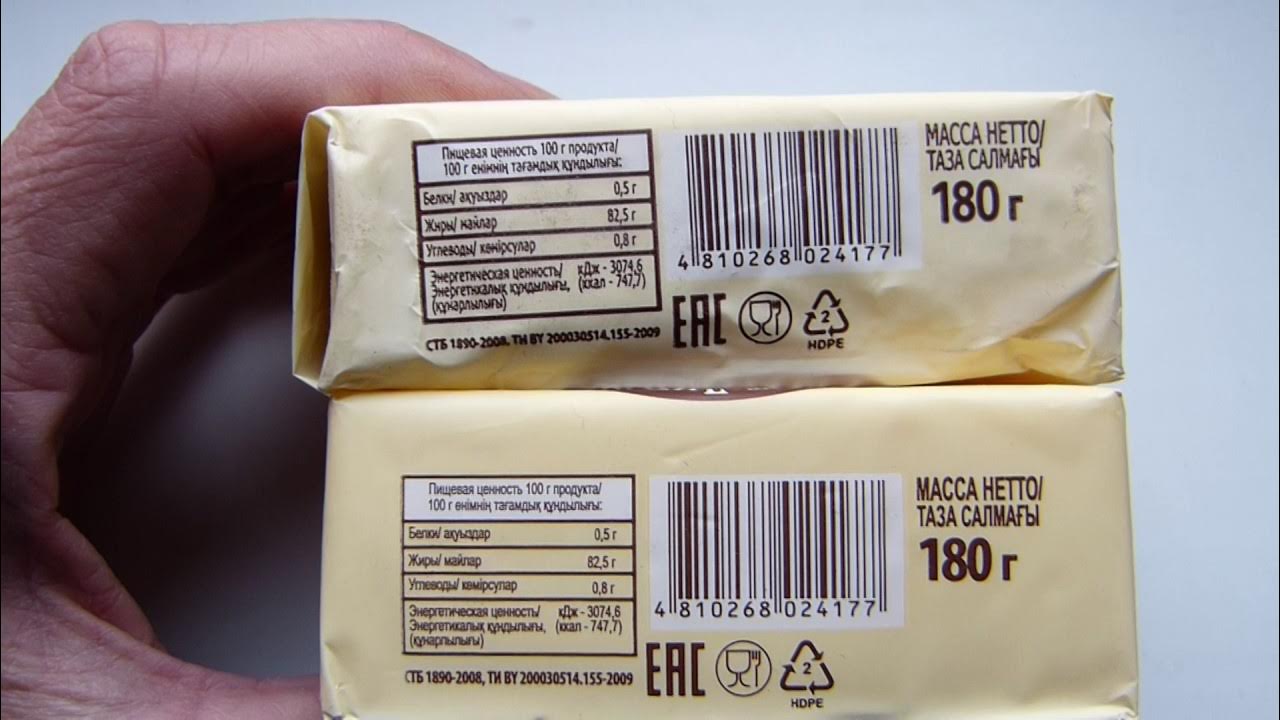 Пищевая ценность 100 г продукта/
100 г өнімнің тағамдық құндылығы:
Белки/ ақуыздар 0,5 г
Жиры/ майлар 82,5 г
Углеводы/ көмірсулар 0,8 г
Энергетическая ценность/ кДж - 3074,6
Энергетикалық құндылығы, (ккал - 747,7)
(құнарлылығы)
СТБ 1890-2008, ТИ BY 200030514.155-2009
4 810268 024177
EAC
2
HDPE
МАССА НЕТТО/
ТАЗА САЛМАҒЫ
180 г
Пищевая ценность 100 г продукта/
100 г өнімнің тағамдық құндылығы:
Белки/ ақуыздар 0,5 г
Жиры/ майлар 82,5 г
Углеводы/ көмірсулар 0,8 г
Энергетическая ценность/ кДж - 3074,6
Энергетикалық құндылығы, (ккал - 747,7)
(құнарлылығы)
СТБ 1890-2008, ТИ BY 200030514.155-2009
4 810268 024177
EAC
2
HDPE
МАССА НЕТТО/
ТАЗА САЛМАҒЫ
180 г